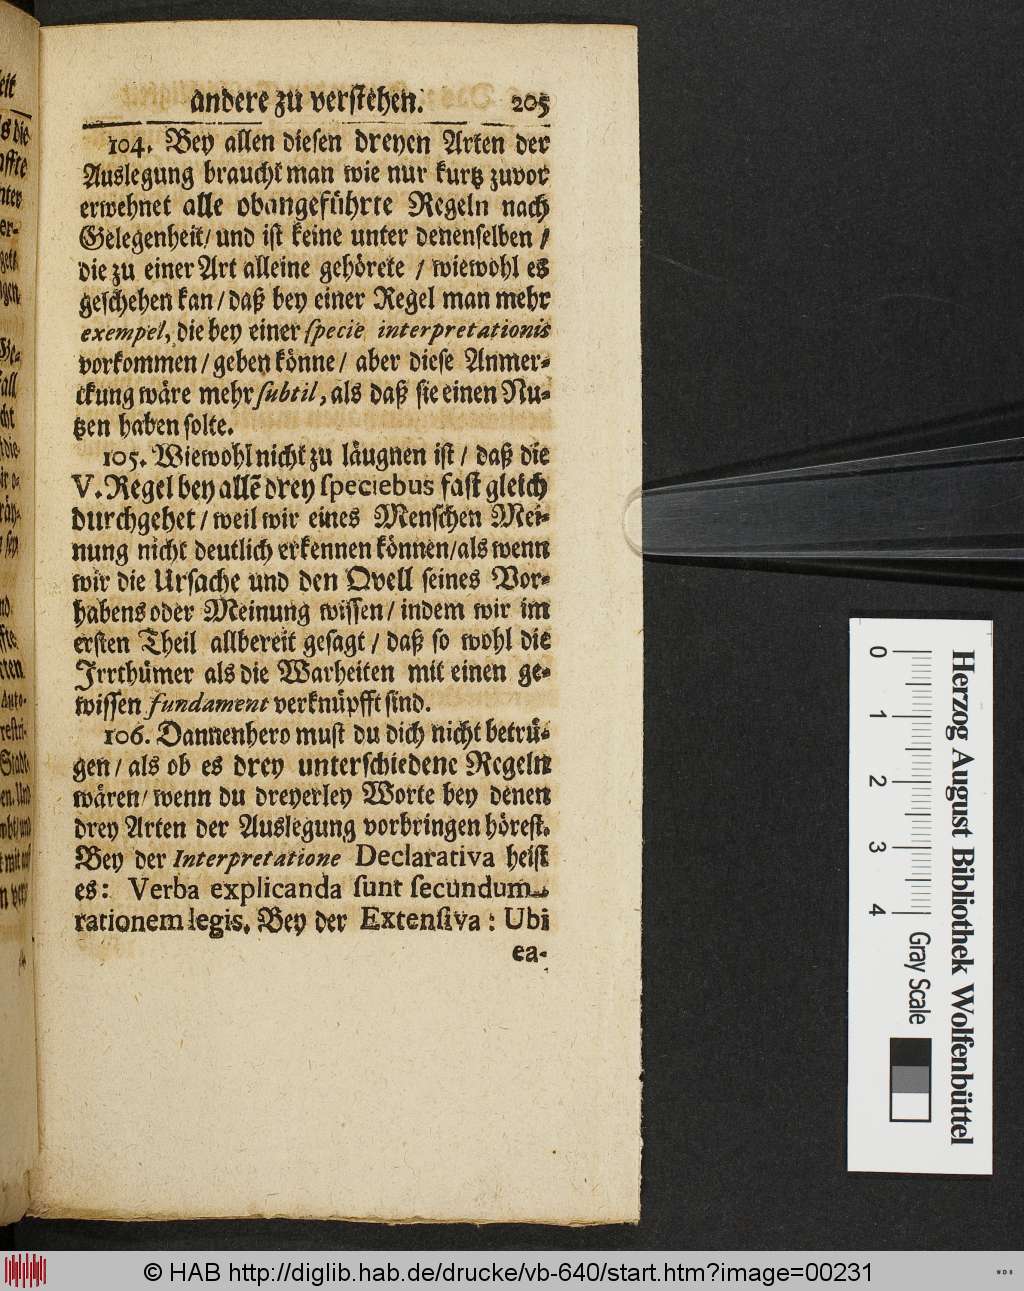 andere zu verstehen. 205
104. Bey allen diesen dreyen Arten der
Auslegung braucht man wie nur kurtz zuvor
erwehnet alle obangeführte Regeln nach
Gelegenheit/ und ist keine unter denenselben /
die zu einer Art alleine gehörete / wiewohl es
geschehen kan / daß bey einer Regel man mehr
exempel, die bey einer specie interpretationis
vorkommen / geben könne / aber diese Anmer-
ckung wäre mehr subtil, als daß sie einen Nu-
tzen haben solte.
105. Wiewohl nicht zu läugnen ist / daß die
V. Regel bey allẽ drey speciebus fast gleich
durchgehet / weil wir eines Menschen Mei-
nung nicht deutlich erkennen können/als wenn
wir die Ursache und den Qvell seines Vor-
habens oder Meinung wissen / indem wir im
ersten Theil allbereit gesagt / daß so wohl die
Irrthümer als die Warheiten mit einen ge-
wissen fundament verknüpfft sind.
106. Dannenhero must du dich nicht betrü-
gen / als ob es drey unterschiedene Regeln
wären/ wenn du dreyerley Worte bey denen
drey Arten der Auslegung vorbringen hörest.
Bey der Interpretatione Declarativa heist
es: Verba explicanda sunt secundum
rationem legis. Bey der Extensiva: Ubi
ea-
Herzog August Bibliothek Wolfenbüttel
0 1 2 3 4
Gray Scale
© HAB http://diglib.hab.de/drucke/vb-640/start.htm?image=00231